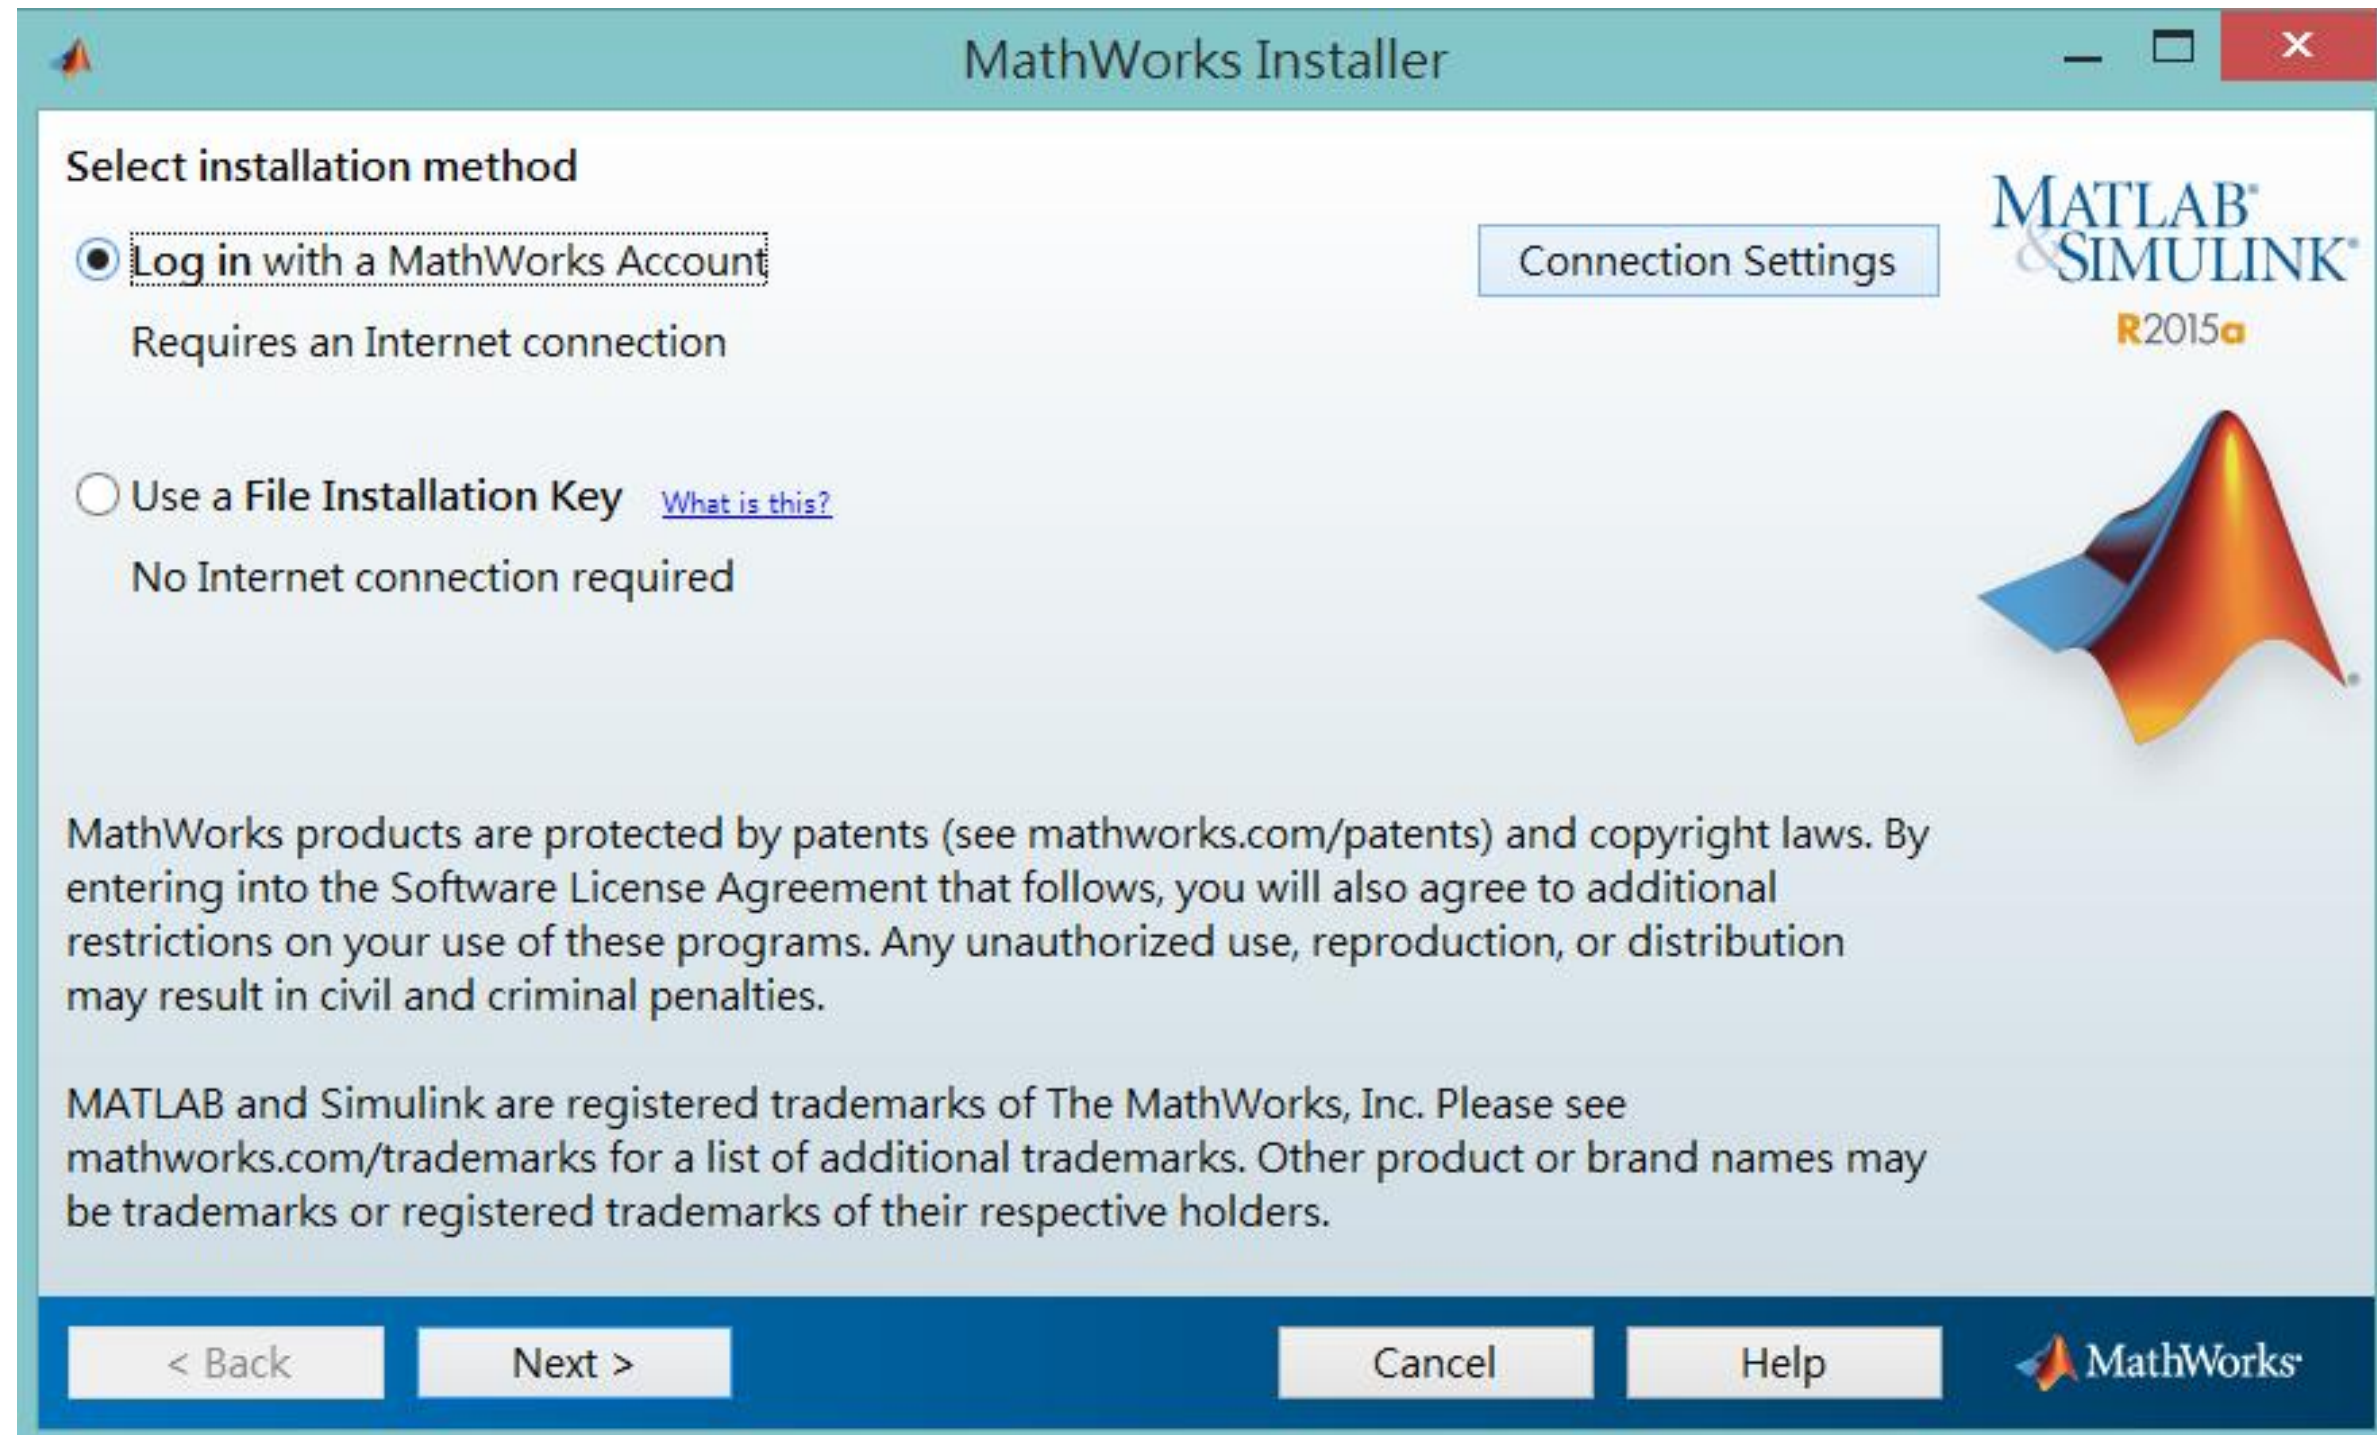 MathWorks Installer
Select installation method
Log in with a MathWorks Account
Connection Settings
Requires an Internet connection
Use a File Installation Key What is this?
No Internet connection required
MATLAB®
&SIMULINK®
R2015a
MathWorks products are protected by patents (see mathworks.com/patents) and copyright laws. By
entering into the Software License Agreement that follows, you will also agree to additional
restrictions on your use of these programs. Any unauthorized use, reproduction, or distribution
may result in civil and criminal penalties.
MATLAB and Simulink are registered trademarks of The MathWorks, Inc. Please see
mathworks.com/trademarks for a list of additional trademarks. Other product or brand names may
be trademarks or registered trademarks of their respective holders.
< Back Next > Cancel Help MathWorks®